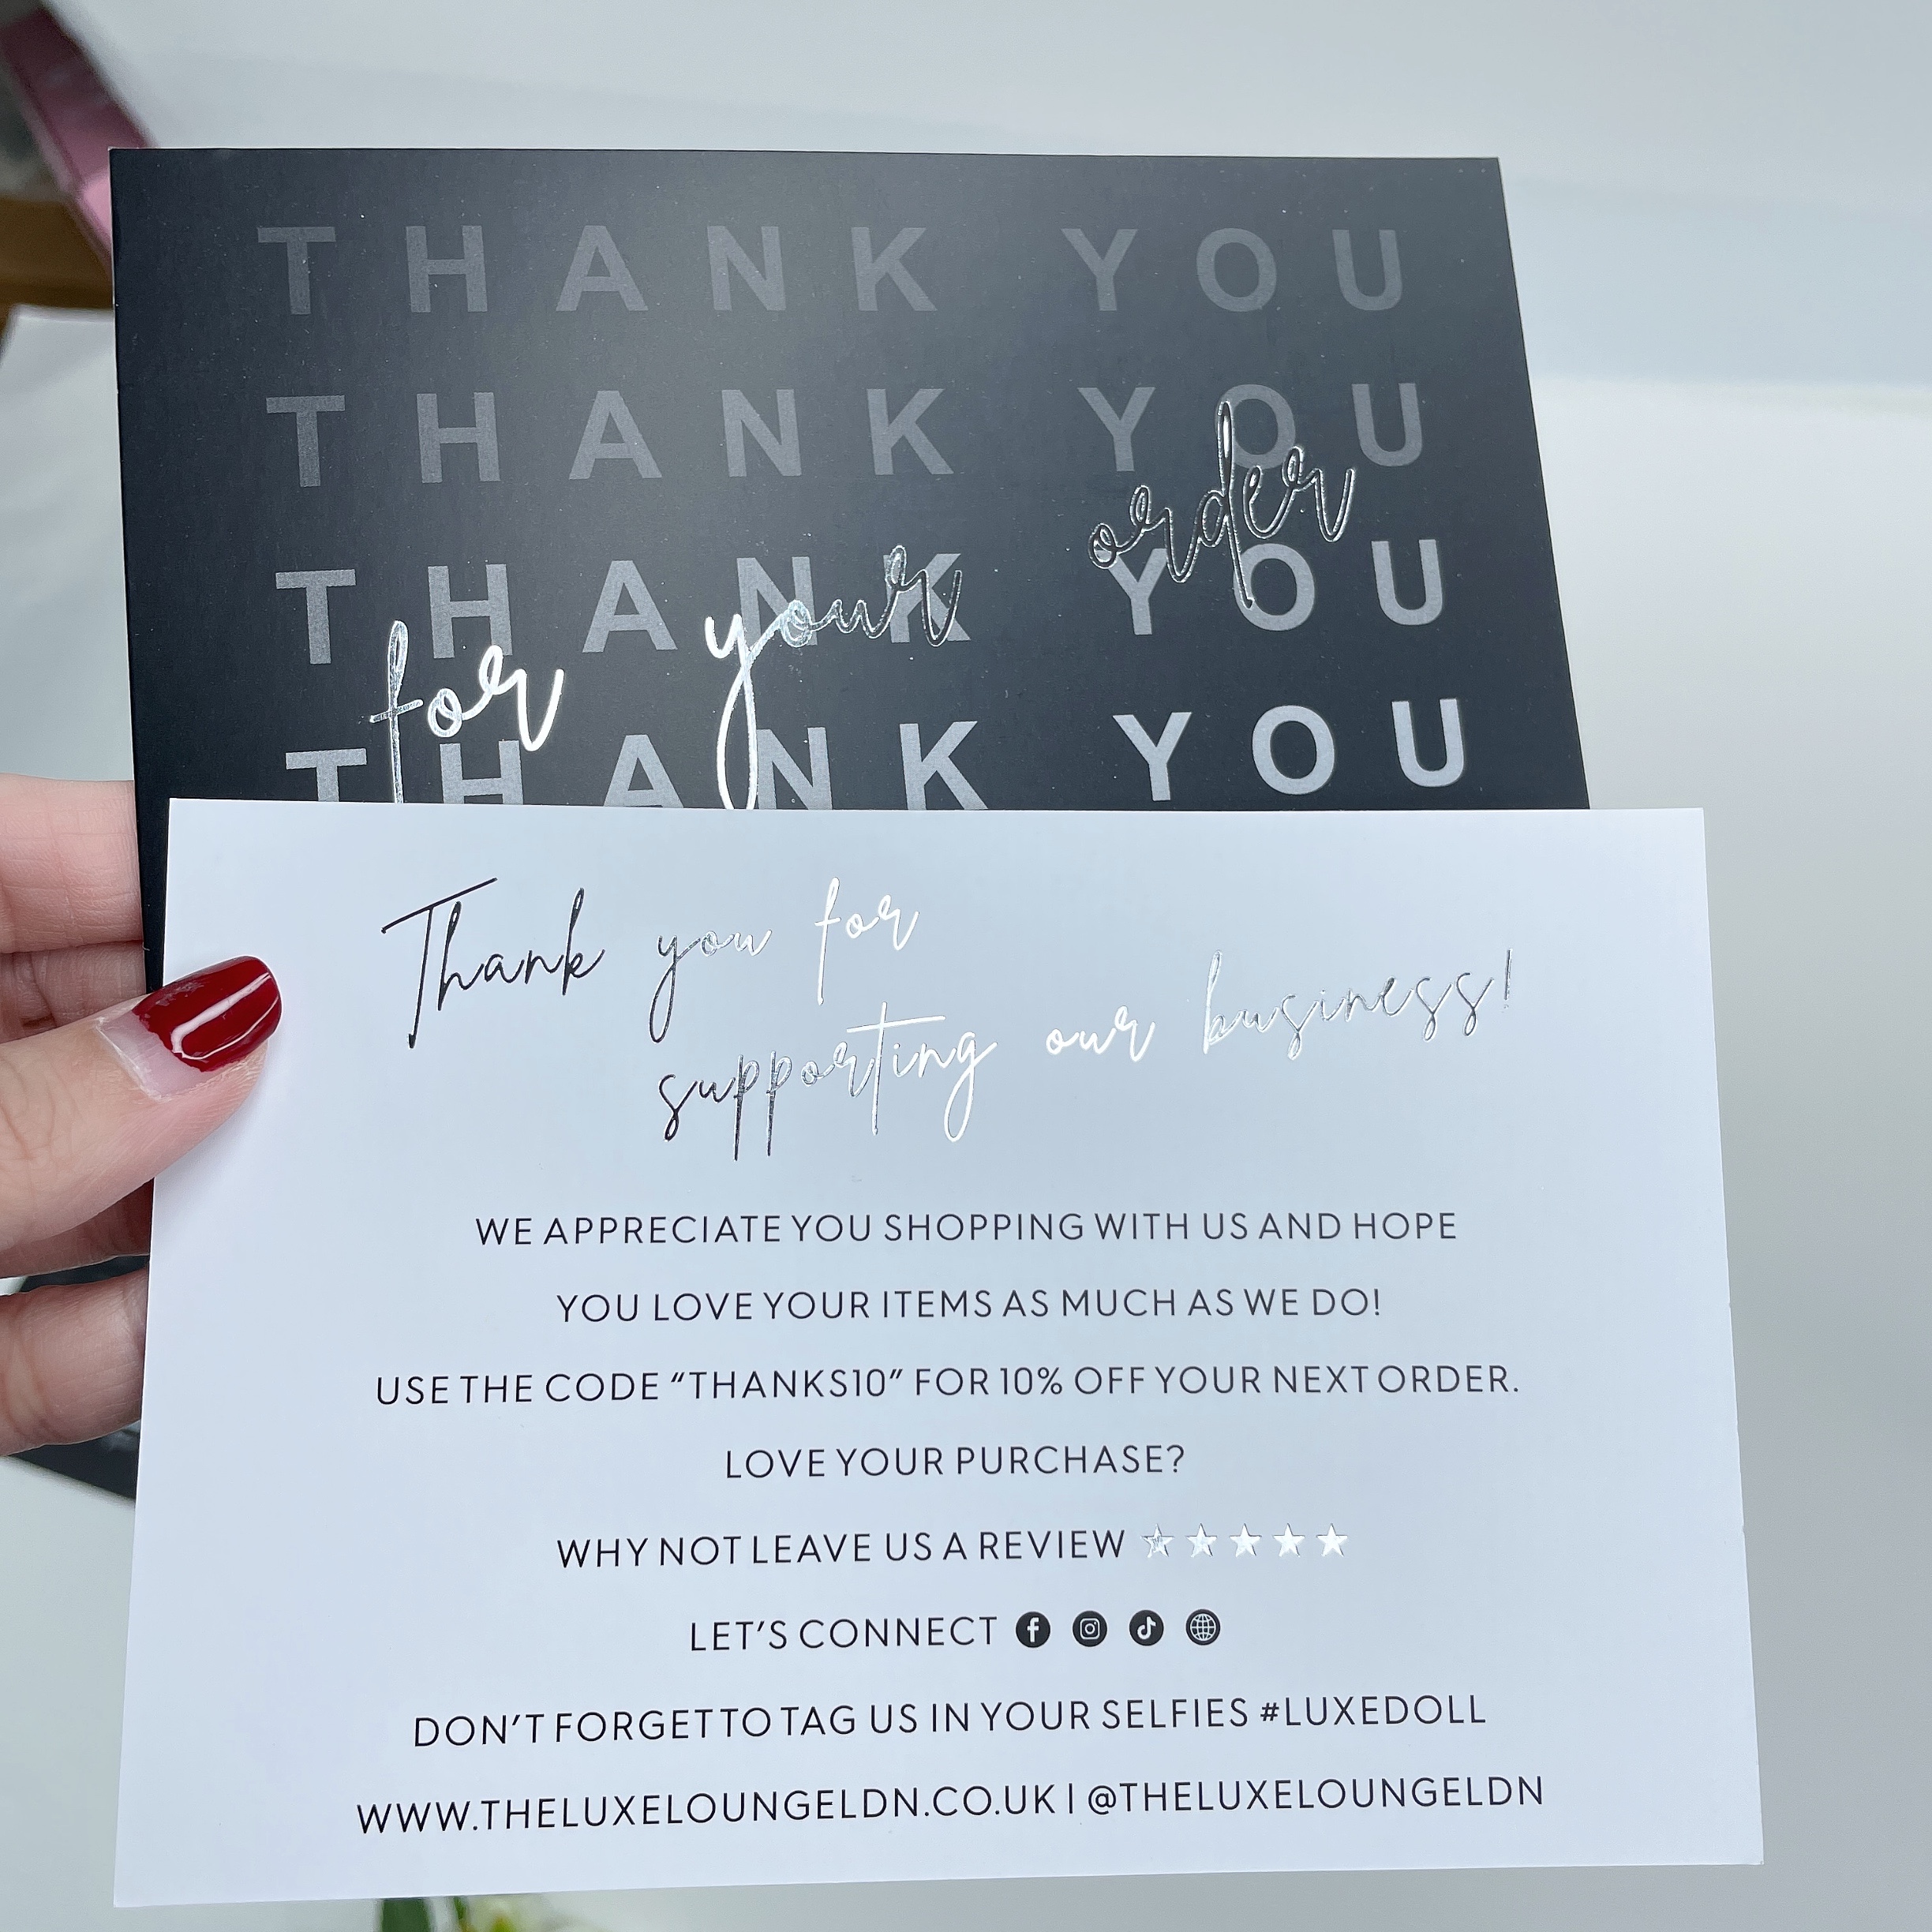 THANK YOU
THANK YOU
order
THANK YOU
for your
THANK YOU
Thank you for
supporting our business!
WE APPRECIATE YOU SHOPPING WITH US AND HOPE
YOU LOVE YOUR ITEMS AS MUCH AS WE DO!
USE THE CODE “THANKS10” FOR 10% OFF YOUR NEXT ORDER.
LOVE YOUR PURCHASE?
WHY NOT LEAVE US A REVIEW ★★★★★
LET'S CONNECT
DON'T FORGET TO TAG US IN YOUR SELFIES #LUXEDOLL
WWW.THELUXELOUNGELDN.CO.UK | @THELUXELOUNGELDN